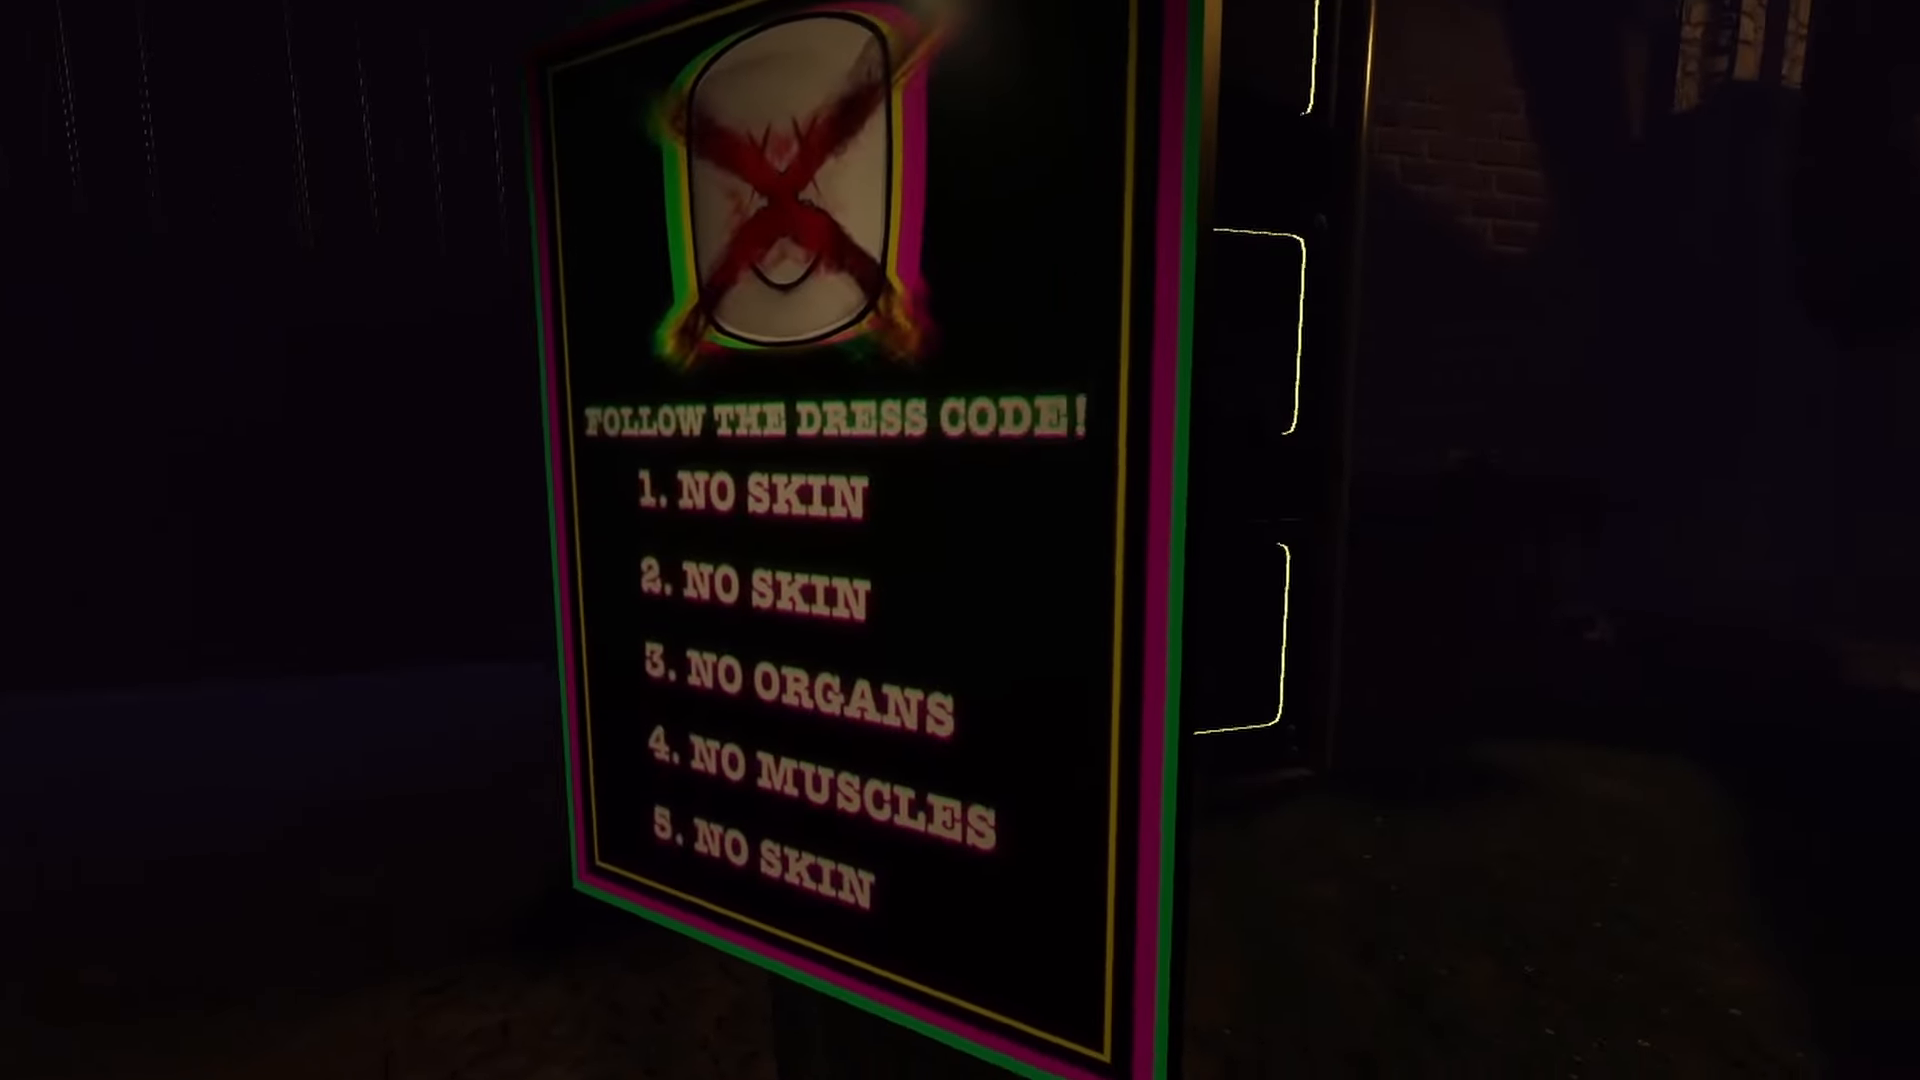 FOLLOW THE DRESS CODE!
1. NO SKIN
2. NO SKIN
3. NO ORGANS
4. NO MUSCLES
5. NO SKIN